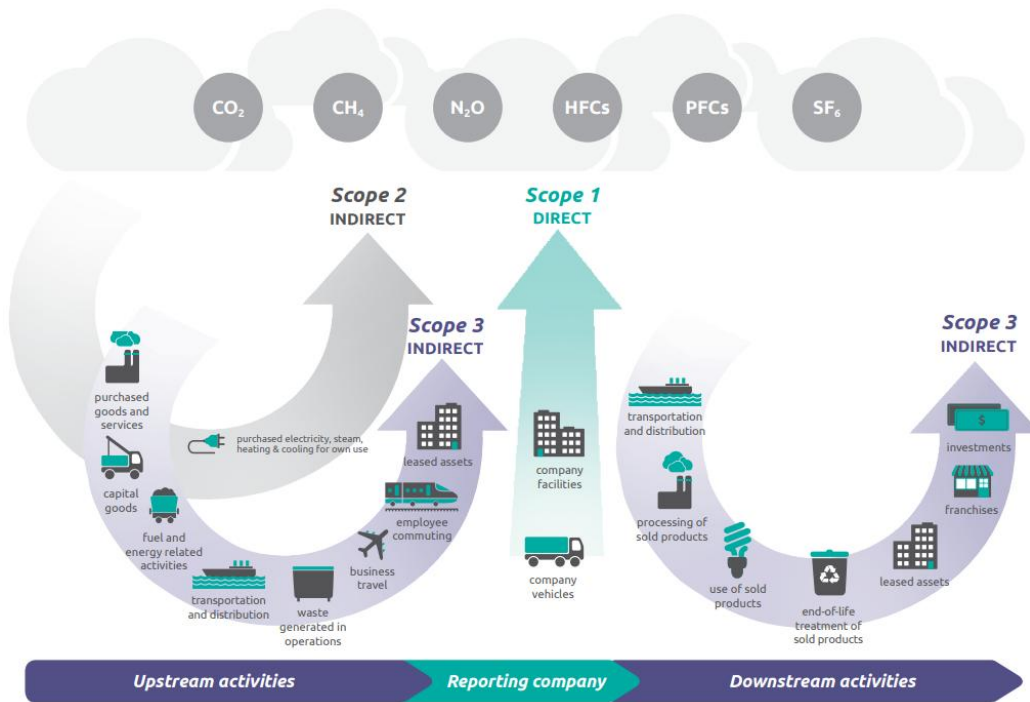 CO₂
CH₄
N₂O
HFCs
PFCs
SF₆
Scope 2
INDIRECT
Scope 1
DIRECT
Scope 3
INDIRECT
Scope 3
INDIRECT
purchased
goods and
services
capital
goods
fuel and
energy related
activities
purchased electricity, steam,
heating & cooling for own use
transportation
and distribution
waste
generated in
operations
business
travel
employee
commuting
leased assets
company
facilities
company
vehicles
transportation
and distribution
processing of
sold products
use of sold
products
end-of-life
treatment of
sold products
leased assets
franchises
$
investments
Upstream activities
Reporting company
Downstream activities